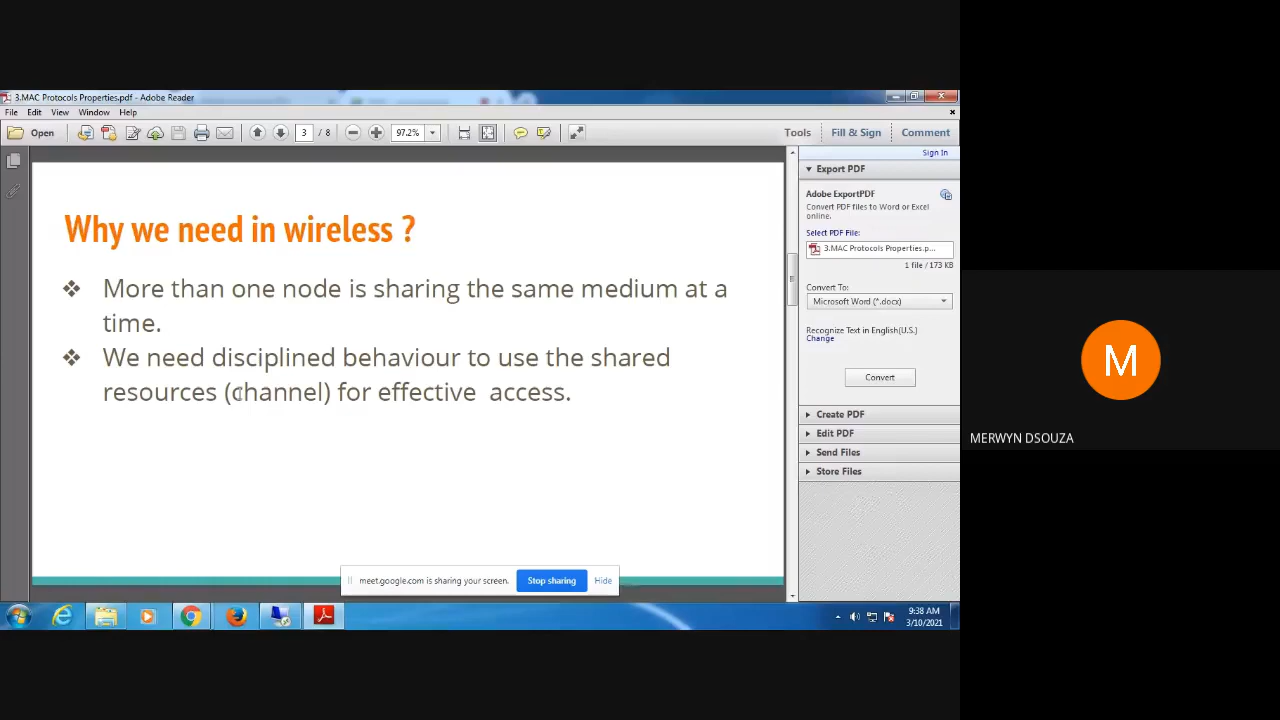 3.MAC Protocols Properties.pdf - Adobe Reader
File Edit View Window Help
Open 3 / 8 97.2% Tools Fill & Sign Comment
Sign In
Export PDF
Adobe ExportPDF
Convert PDF files to Word or Excel
online.
Select PDF File:
3.MAC Protocols Properties.p...
1 file / 173 KB
Convert To:
Microsoft Word (*.docx)
Recognize Text in English(U.S.)
Change
Convert
Create PDF
Edit PDF
Send Files
Store Files
Why we need in wireless ?
❖ More than one node is sharing the same medium at a
time.
❖ We need disciplined behaviour to use the shared
resources (channel) for effective access.
meet.google.com is sharing your screen. Stop sharing Hide
9:38 AM
3/10/2021
M
MERWYN DSOUZA